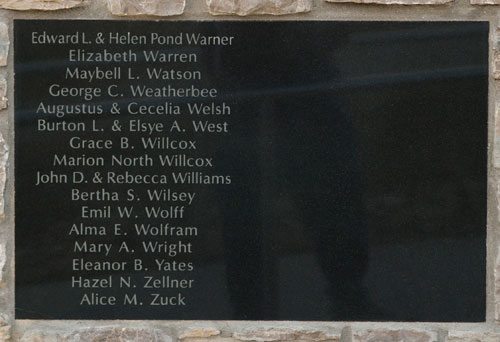 Edward L. & Helen Pond Warner
Elizabeth Warren
Maybell L. Watson
George C. Weatherbee
Augustus & Cecelia Welsh
Burton L. & Elsye A. West
Grace B. Willcox
Marion North Willcox
John D. & Rebecca Williams
Bertha S. Wilsey
Emil W. Wolff
Alma E. Wolfram
Mary A. Wright
Eleanor B. Yates
Hazel N. Zellner
Alice M. Zuck